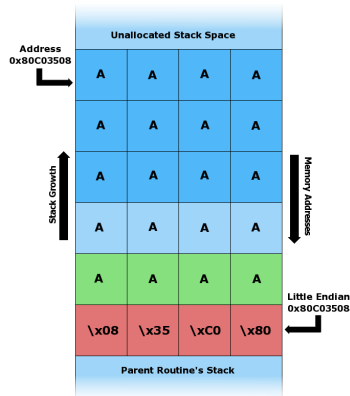 Unallocated Stack Space
Address
0x80C03508
A A A A
A A A A
Stack Growth
A A A A
Memory Addresses
A A A A
A A A A
Little Endian
0x80C03508
\x08 \x35 \xC0 \x80
Parent Routine's Stack